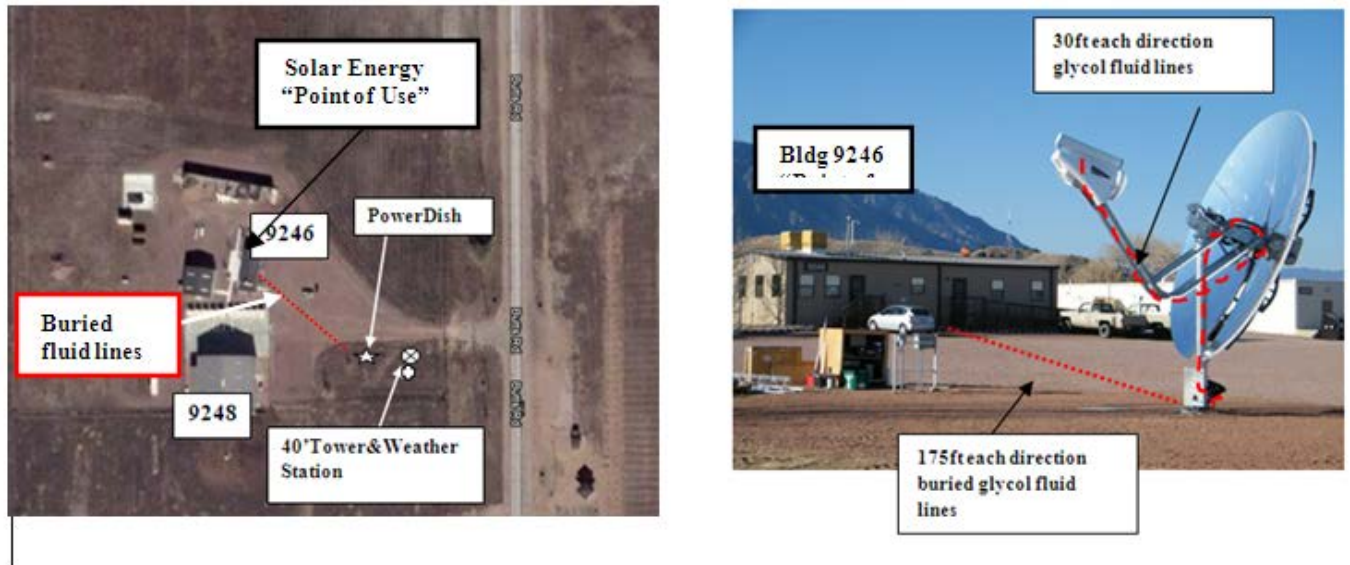 Solar Energy
“Point of Use”
PowerDish
9246
Buried
fluid lines
9248
40'Tower&Weather
Station
30ft each direction
glycol fluid lines
Bldg 9246
175ft each direction
buried glycol fluid
lines